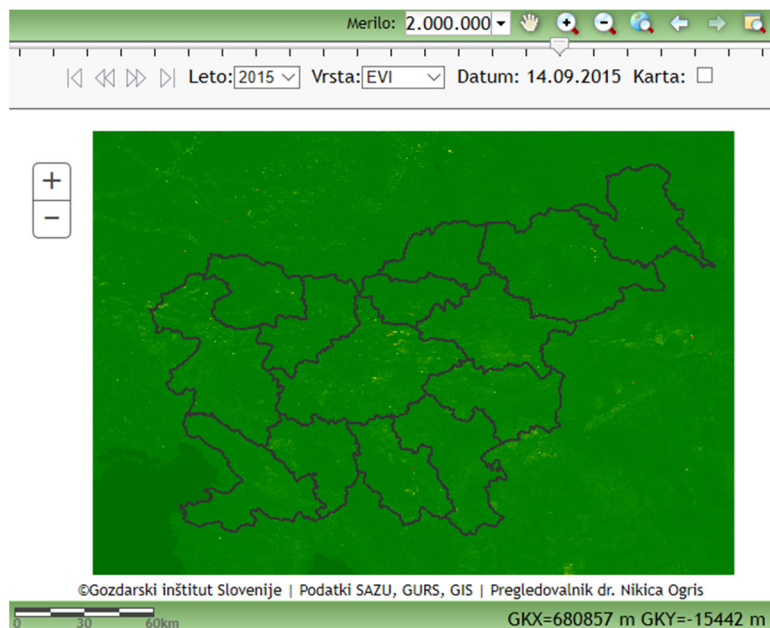 Merilo: 2.000.000
Leto: 2015 Vrsta: EVI Datum: 14.09.2015 Karta:
+
−
©Gozdarski inštitut Slovenije | Podatki SAZU, GURS, GIS | Pregledovalnik dr. Nikica Ogris
0 30 60km
GKX=680857 m GKY=-15442 m